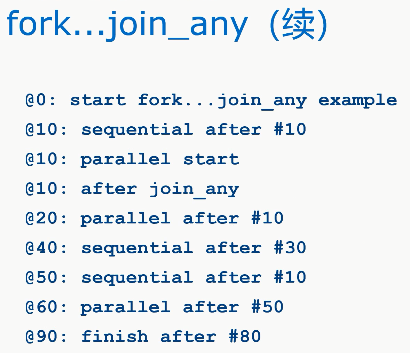 fork...join_any (续)
@0: start fork...join_any example
@10: sequential after #10
@10: parallel start
@10: after join_any
@20: parallel after #10
@40: sequential after #30
@50: sequential after #10
@60: parallel after #50
@90: finish after #80